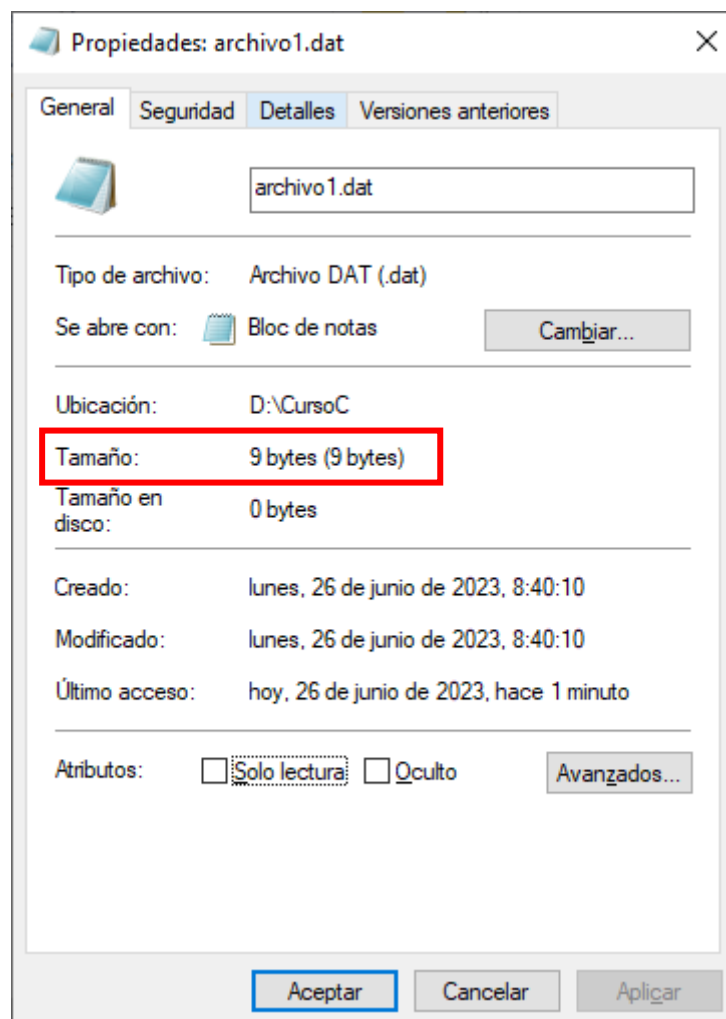 Propiedades: archivo1.dat
General Seguridad Detalles Versiones anteriores
archivo1.dat
Tipo de archivo: Archivo DAT (.dat)
Se abre con: Bloc de notas Cambiar...
Ubicación: D:\CursoC
Tamaño: 9 bytes (9 bytes)
Tamaño en
disco: 0 bytes
Creado: lunes, 26 de junio de 2023, 8:40:10
Modificado: lunes, 26 de junio de 2023, 8:40:10
Último acceso: hoy, 26 de junio de 2023, hace 1 minuto
Atributos: Solo lectura Oculto Avanzados...
Aceptar Cancelar Aplicar